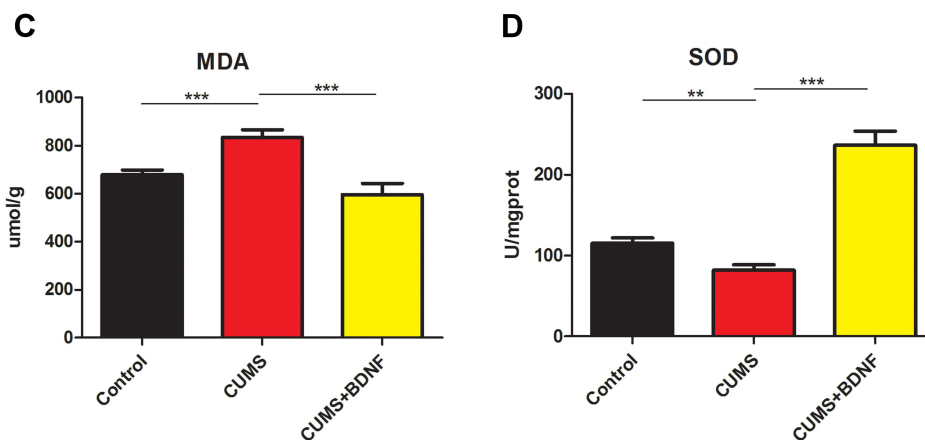 C
MDA
umol/g
1000
800
600
400
200
0
***
***
Control
CUMS
CUMS+BDNF
D
SOD
U/mgprot
300
200
100
0
**
***
Control
CUMS
CUMS+BDNF